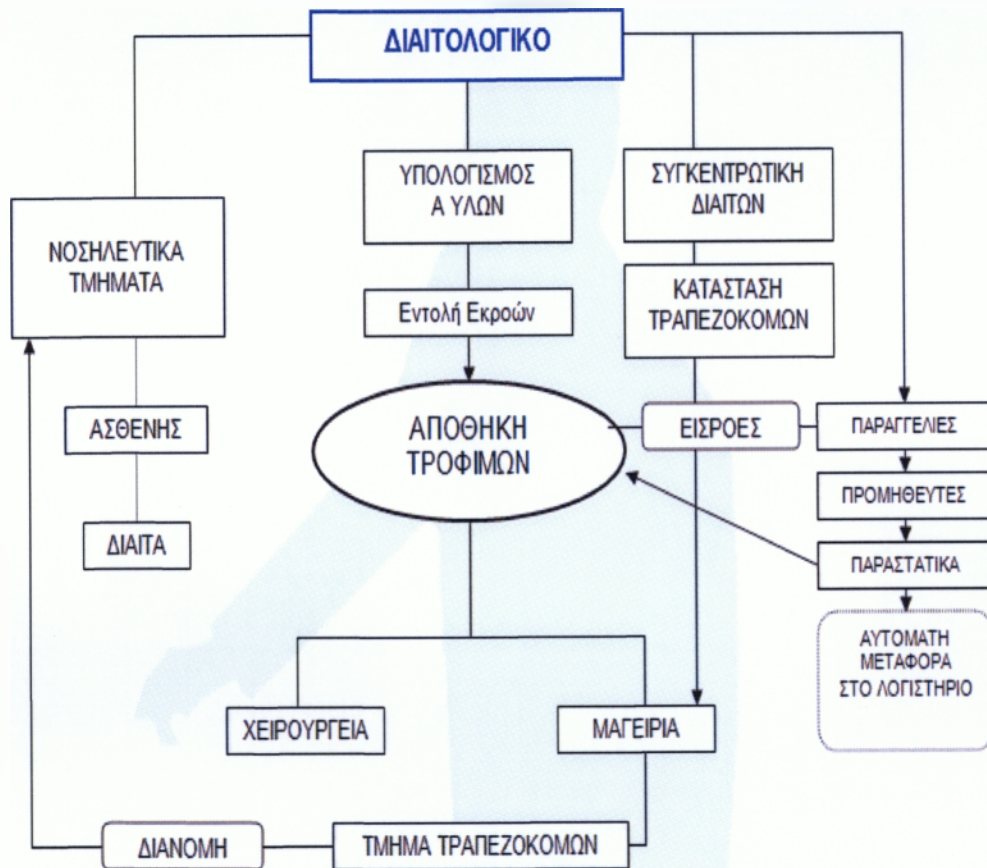 ΔΙΑΙΤΟΛΟΓΙΚΟ
ΥΠΟΛΟΓΙΣΜΟΣ
Α ΥΛΩΝ
ΣΥΓΚΕΝΤΡΩΤΙΚΗ
ΔΙΑΙΤΩΝ
ΝΟΣΗΛΕΥΤΙΚΑ
ΤΜΗΜΑΤΑ
Εντολή Εκροών
ΚΑΤΑΣΤΑΣΗ
ΤΡΑΠΕΖΟΚΟΜΩΝ
ΑΣΘΕΝΗΣ
ΑΠΟΘΗΚΗ
ΤΡΟΦΙΜΩΝ
ΕΙΣΡΟΕΣ
ΠΑΡΑΓΓΕΛΙΕΣ
ΠΡΟΜΗΘΕΥΤΕΣ
ΔΙΑΙΤΑ
ΠΑΡΑΣΤΑΤΙΚΑ
ΑΥΤΟΜΑΤΗ
ΜΕΤΑΦΟΡΑ
ΣΤΟ ΛΟΓΙΣΤΗΡΙΟ
ΧΕΙΡΟΥΡΓΕΙΑ
ΜΑΓΕΙΡΙΑ
ΔΙΑΝΟΜΗ
ΤΜΗΜΑ ΤΡΑΠΕΖΟΚΟΜΩΝ